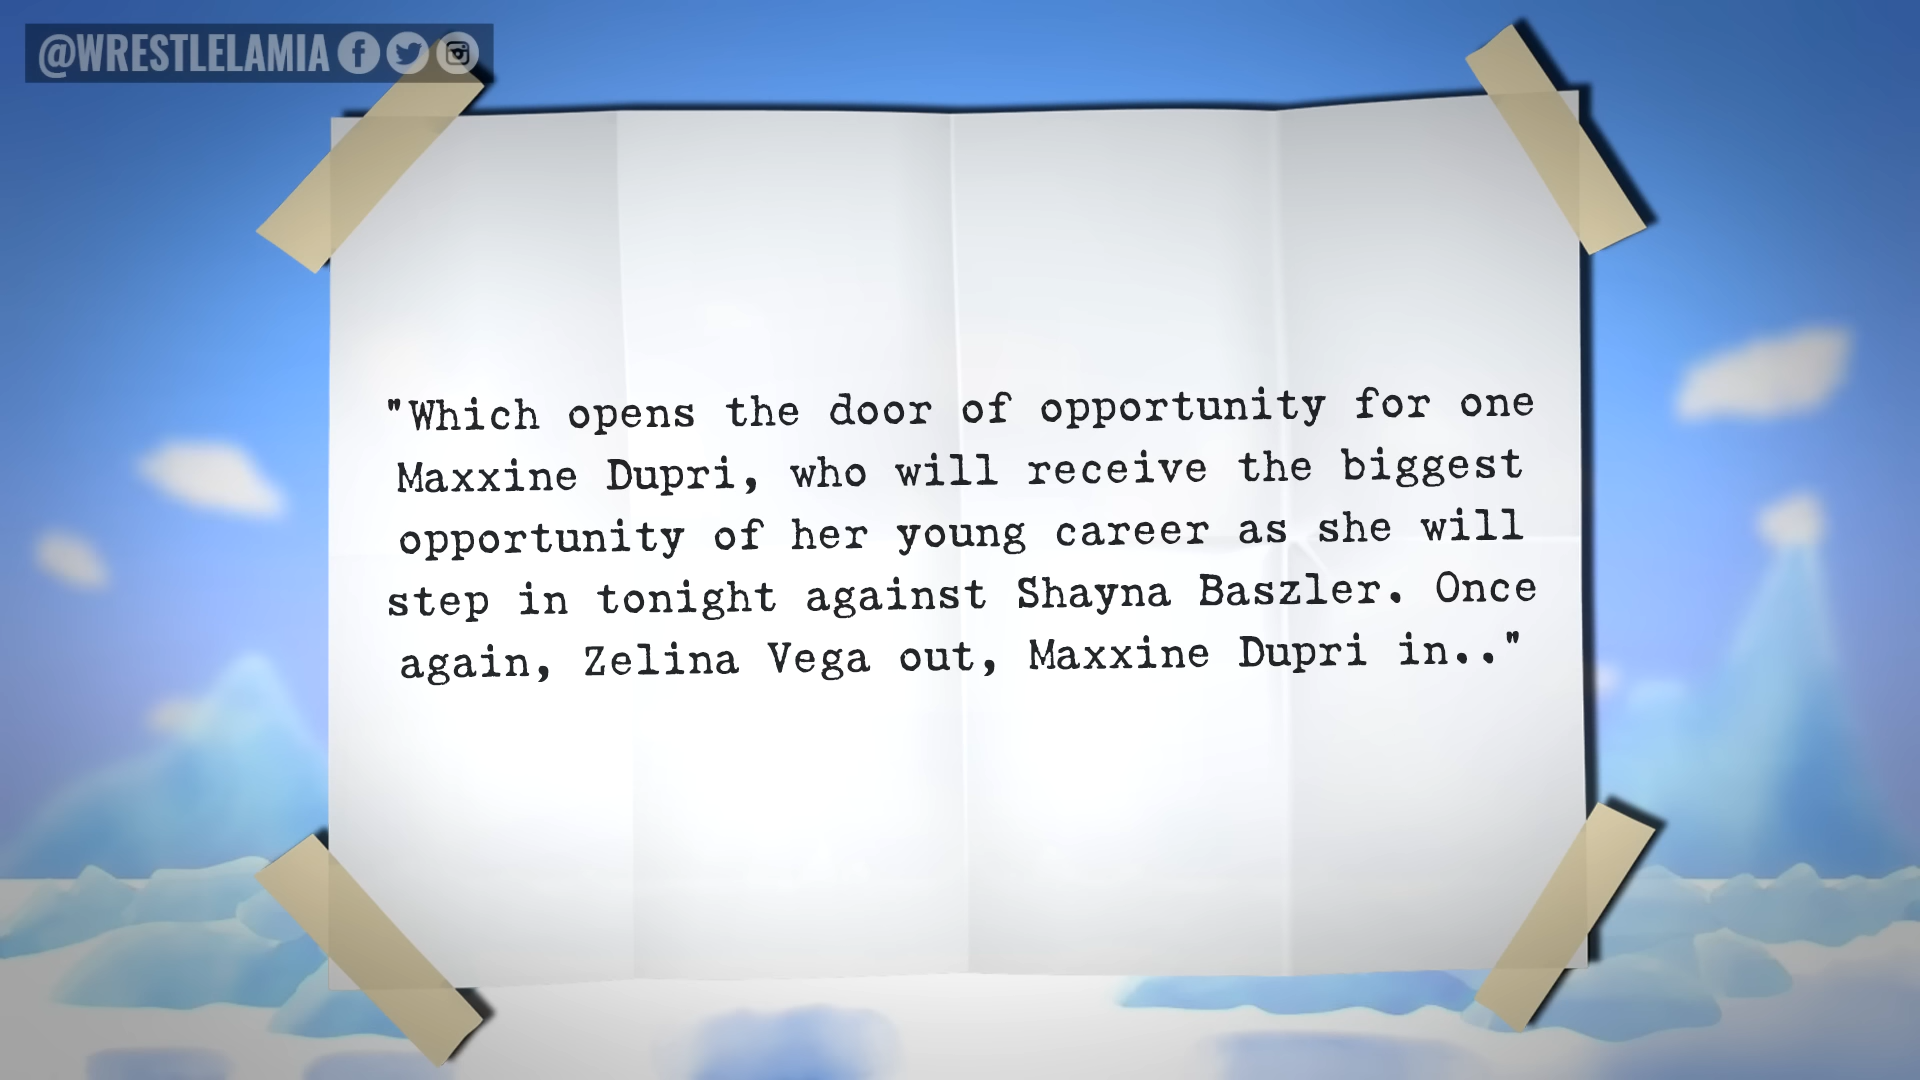 @WRESTLELAMIA
"Which opens the door of opportunity for one
Maxxine Dupri, who will receive the biggest
opportunity of her young career as she will
step in tonight against Shayna Baszler. Once
again, Zelina Vega out, Maxxine Dupri in.."